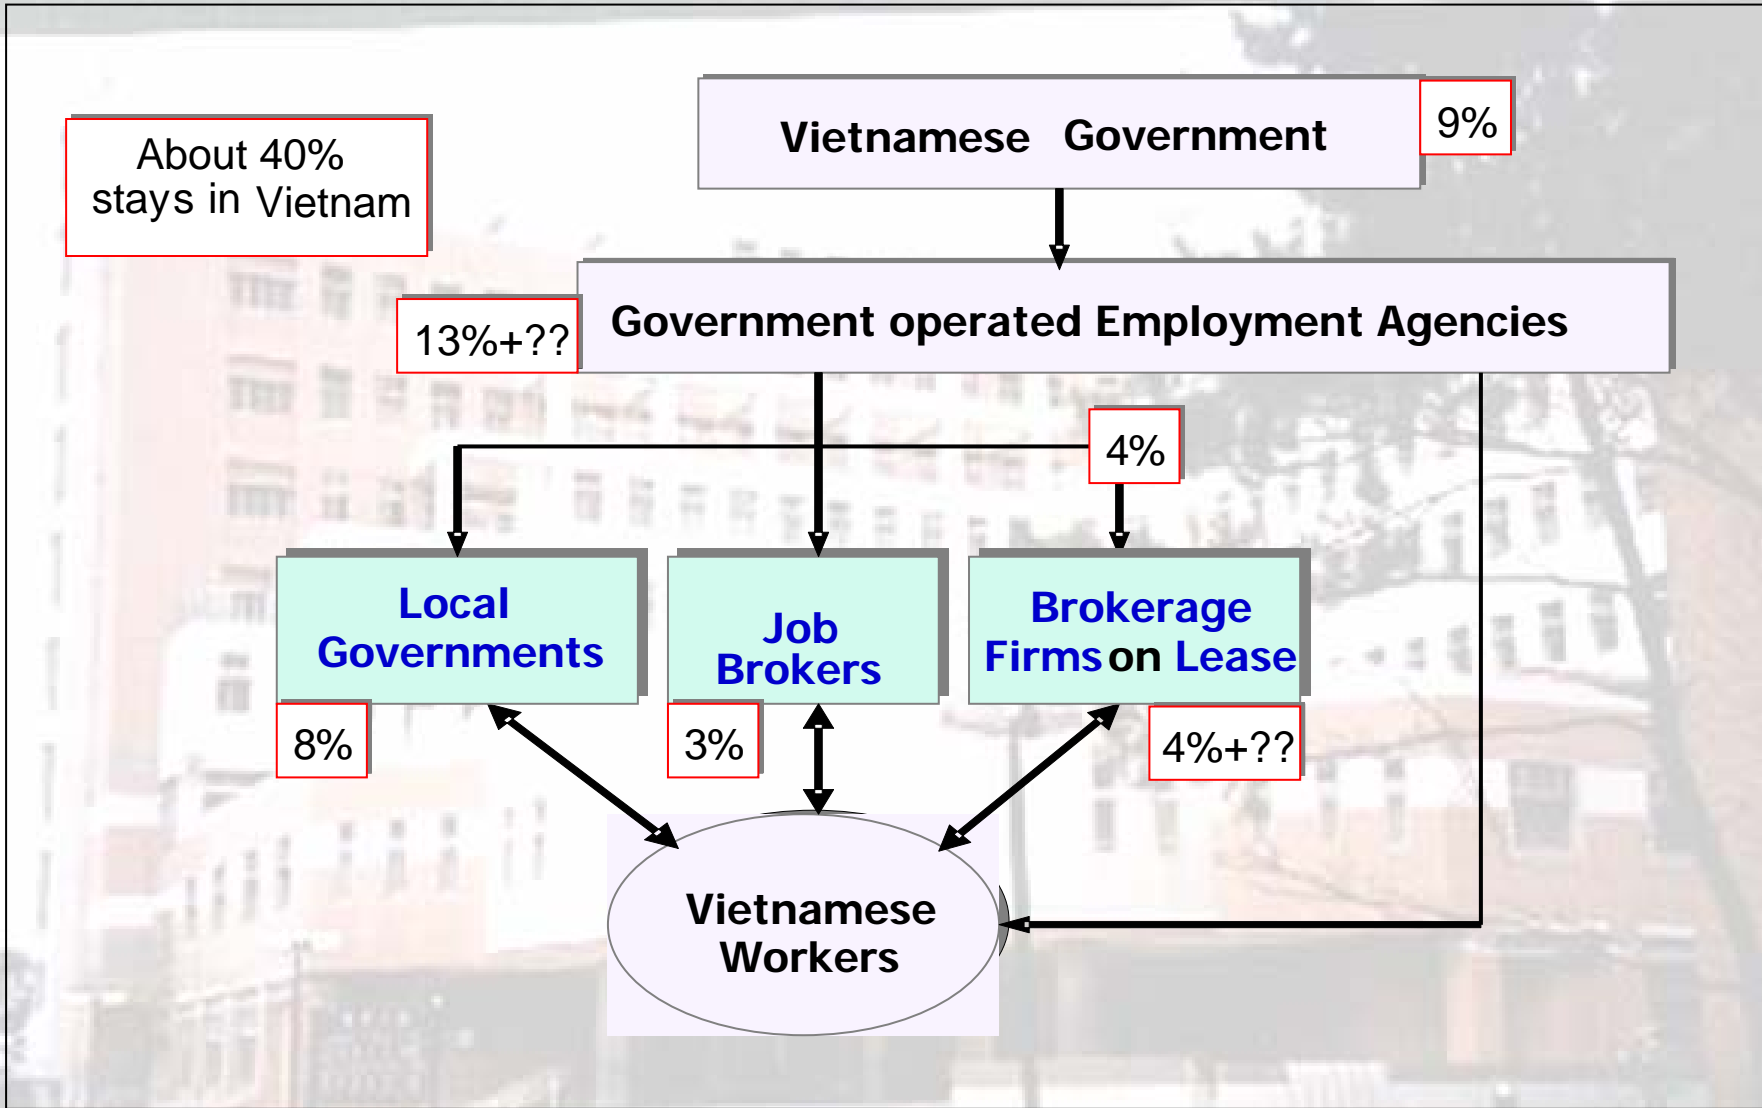 Vietnamese Government
9%
About 40%
stays in Vietnam
Government operated Employment Agencies
13%+??
4%
Local
Governments
Job
Brokers
Brokerage
Firms on Lease
8%
3%
4%+??
Vietnamese
Workers